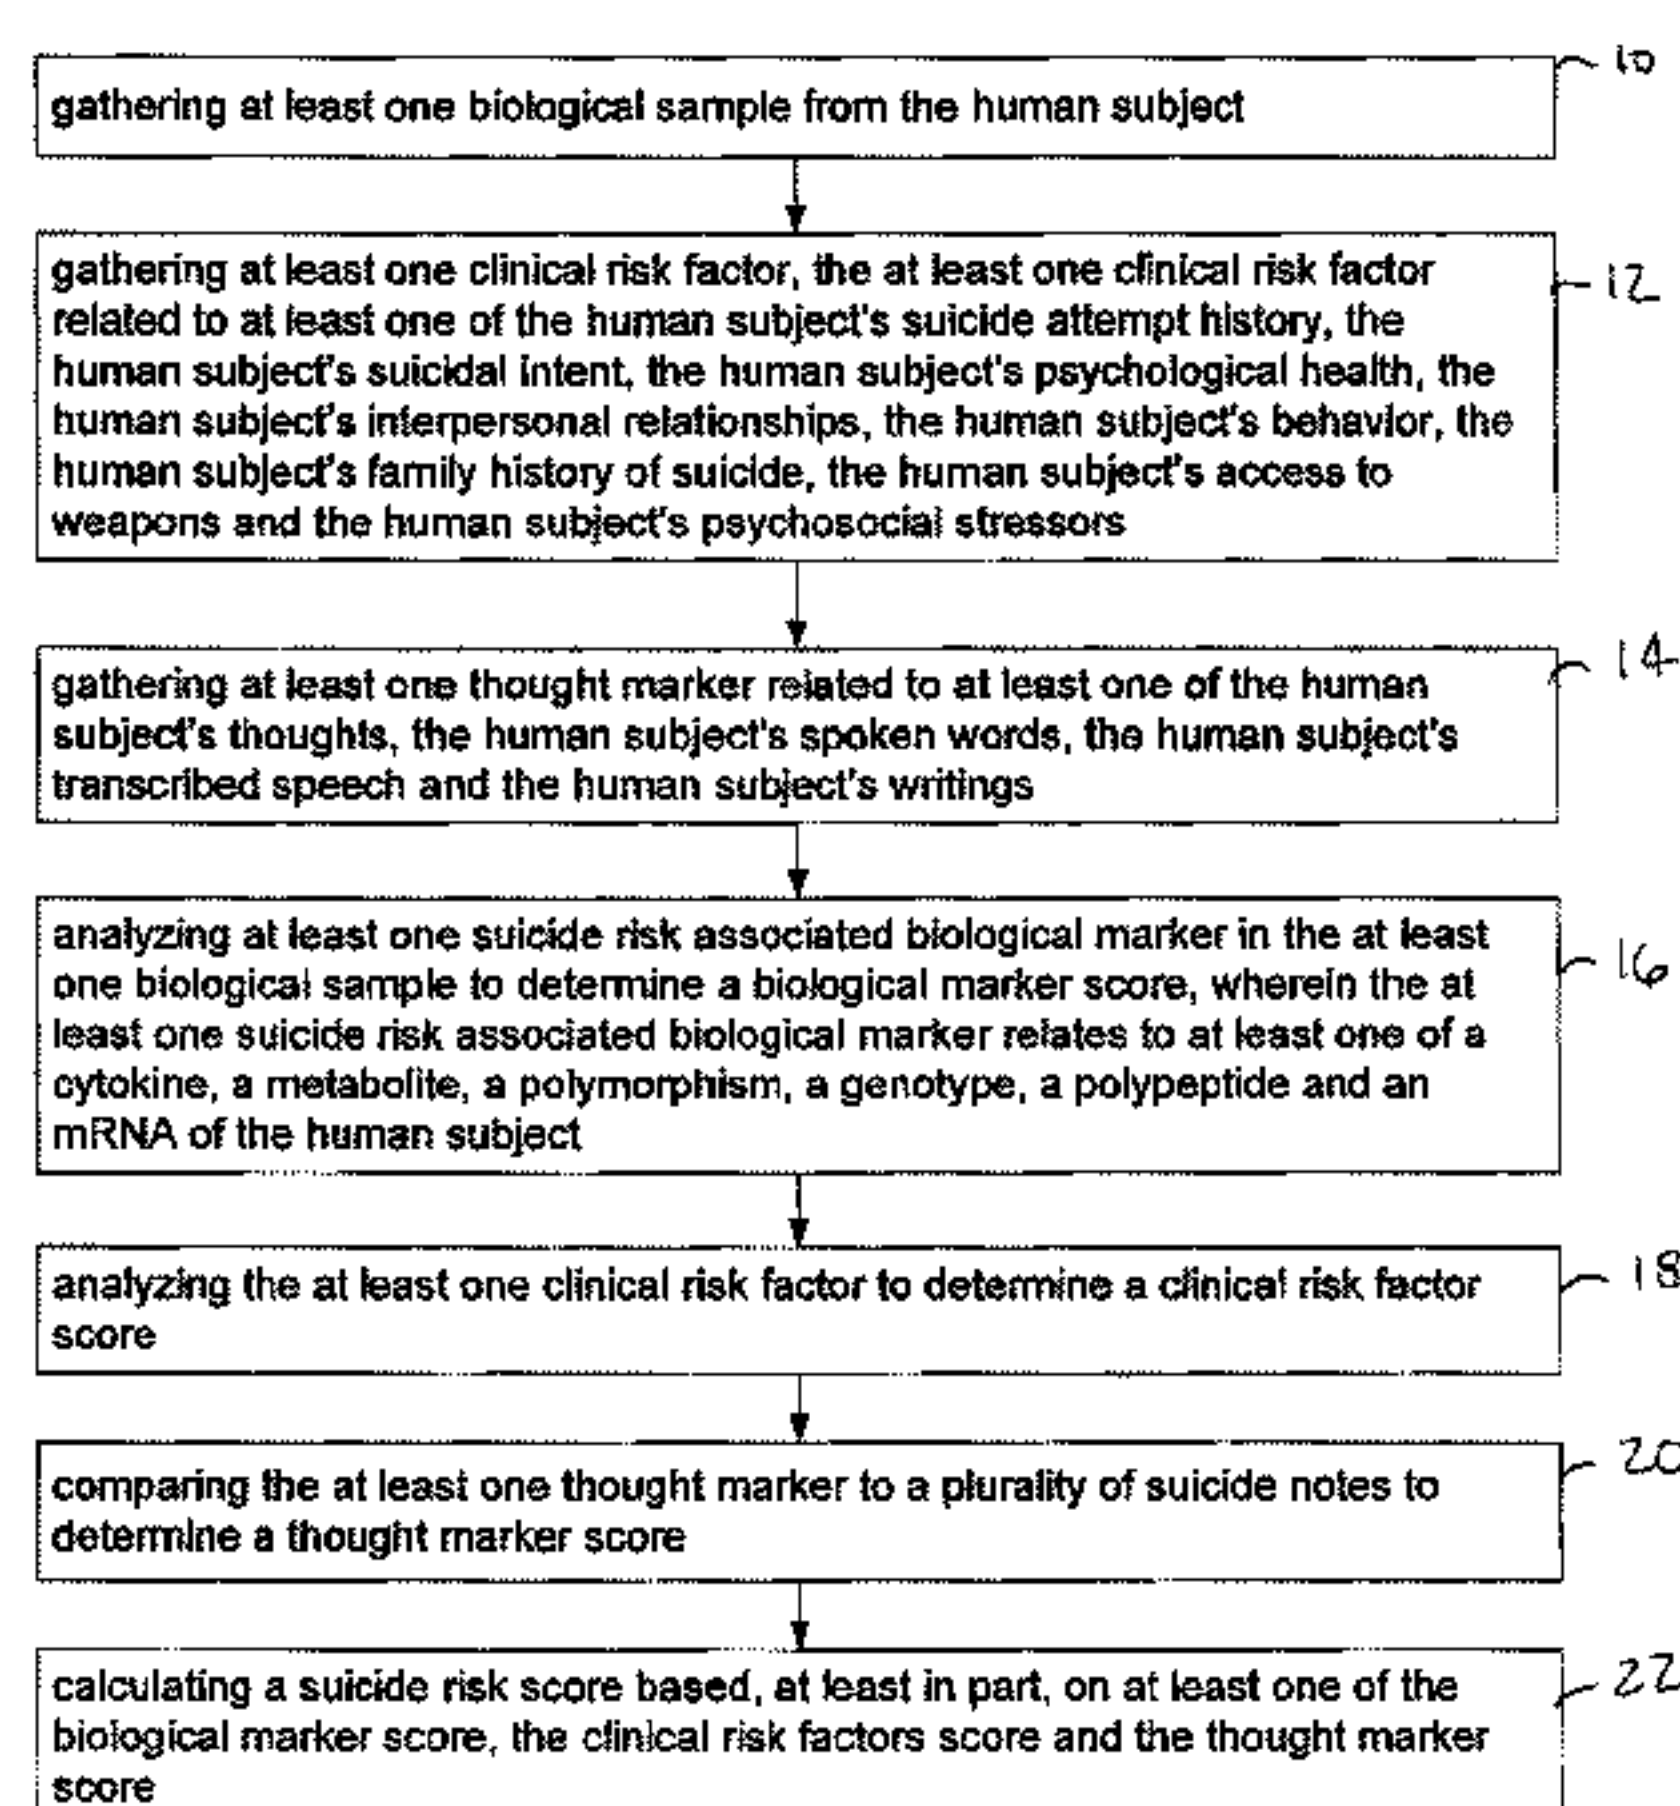 10
gathering at least one biological sample from the human subject
12
gathering at least one clinical risk factor, the at least one clinical risk factor
related to at least one of the human subject's suicide attempt history, the
human subject's suicidal intent, the human subject's psychological health, the
human subject's interpersonal relationships, the human subject's behavior, the
human subject's family history of suicide, the human subject's access to
weapons and the human subject's psychosocial stressors
14
gathering at least one thought marker related to at least one of the human
subject's thoughts, the human subject's spoken words, the human subject's
transcribed speech and the human subject's writings
16
analyzing at least one suicide risk associated biological marker in the at least
one biological sample to determine a biological marker score, wherein the at
least one suicide risk associated biological marker relates to at least one of a
cytokine, a metabolite, a polymorphism, a genotype, a polypeptide and an
mRNA of the human subject
18
analyzing the at least one clinical risk factor to determine a clinical risk factor
score
20
comparing the at least one thought marker to a plurality of suicide notes to
determine a thought marker score
22
calculating a suicide risk score based, at least in part, on at least one of the
biological marker score, the clinical risk factors score and the thought marker
score